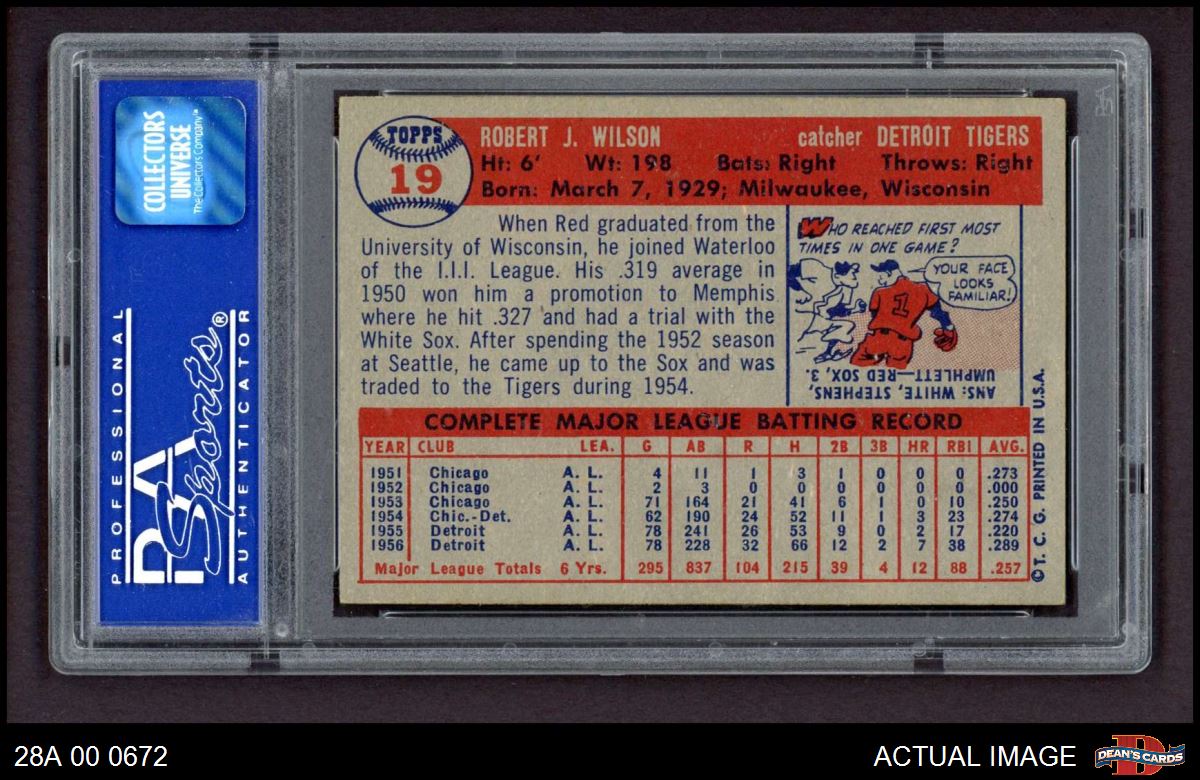 COLLECTORS
UNIVERSE
The Collectors Company™
PROFESSIONAL
PSA
Sports®
AUTHENTICATOR
TOPPS
19
ROBERT J. WILSON catcher DETROIT TIGERS
Ht: 6' Wt: 198 Bats: Right Throws: Right
Born: March 7, 1929; Milwaukee, Wisconsin
When Red graduated from the
University of Wisconsin, he joined Waterloo
of the I.I.I. League. His .319 average in
1950 won him a promotion to Memphis
where he hit .327 and had a trial with the
White Sox. After spending the 1952 season
at Seattle, he came up to the Sox and was
traded to the Tigers during 1954.
WHO REACHED FIRST MOST
TIMES IN ONE GAME?
YOUR FACE
LOOKS
FAMILIAR!
1
ANS: WHITE, STEPHENS,
UMPHLETT—RED SOX, 3.
COMPLETE MAJOR LEAGUE BATTING RECORD
YEAR CLUB LEA. G AB R H 2B 3B HR RBI AVG.
1951 Chicago A. L. 4 11 1 3 1 0 0 0 .273
1952 Chicago A. L. 2 3 0 0 0 0 0 0 .000
1953 Chicago A. L. 71 164 21 41 6 1 0 10 .250
1954 Chic.-Det. A. L. 62 190 24 52 11 1 3 23 .274
1955 Detroit A. L. 78 241 26 53 9 0 2 17 .220
1956 Detroit A. L. 78 228 32 66 12 2 7 38 .289
Major League Totals 6 Yrs. 295 837 104 215 39 4 12 88 .257
©T. C. G. PRINTED IN U.S.A.
28A 00 0672
ACTUAL IMAGE
DEAN'S CARDS